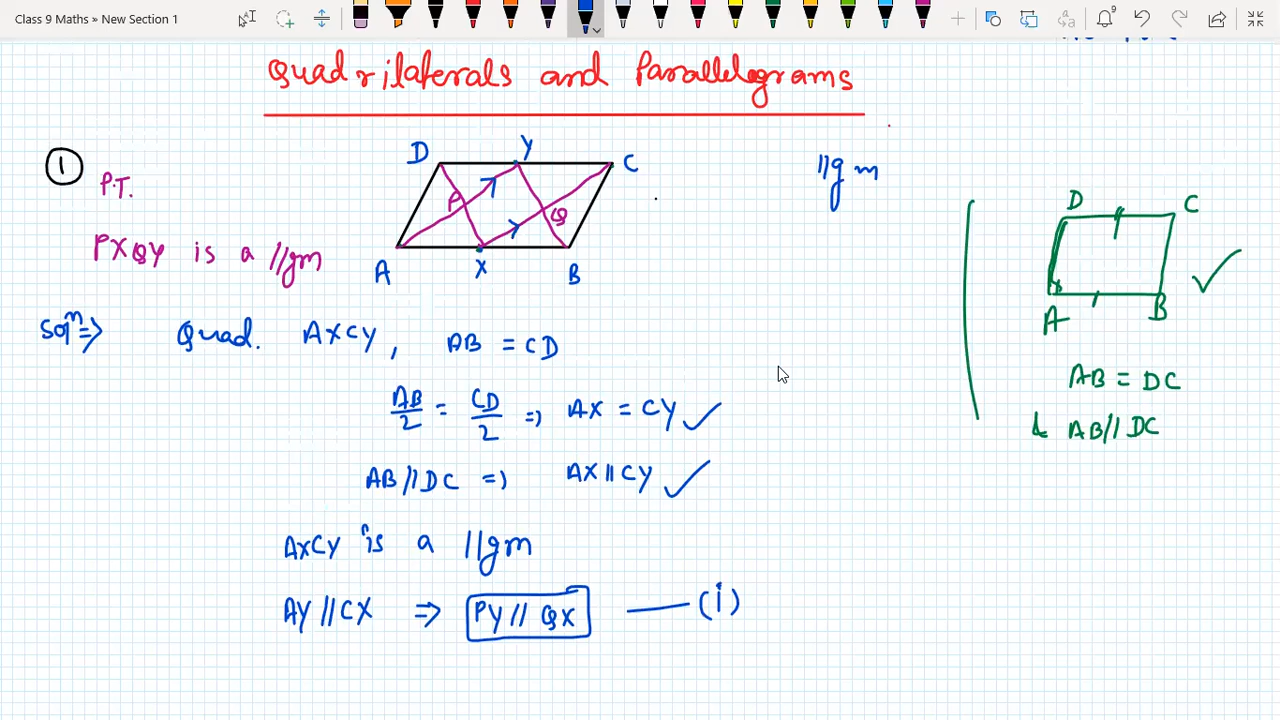 Class 9 Maths » New Section 1
Quadrilaterals and Parallelograms
① P.T.
PXQY is a //gm
D Y C
P Q
A X B
//gm
D C
A B
AB = DC
& AB // DC
Solⁿ => Quad. AXCY, AB = CD
AB/2 = CD/2 => AX = CY ✓
AB // DC => AX || CY ✓
AXCY is a //gm
AY // CX => PY // QX —— (i)